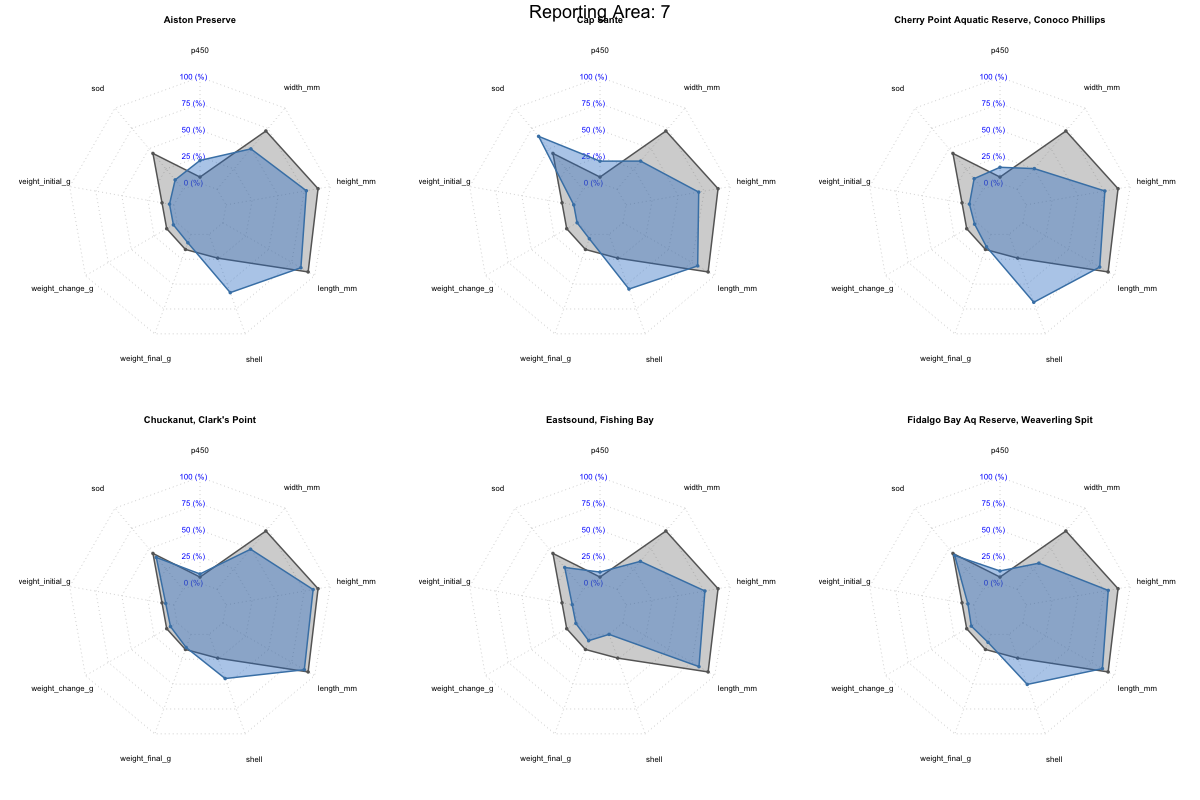 Reporting Area: 7
Aiston Preserve
p450
100 (%)
75 (%)
50 (%)
25 (%)
0 (%)
sod
width_mm
weight_initial_g
height_mm
weight_change_g
length_mm
weight_final_g
shell
Cap Sante
p450
100 (%)
75 (%)
50 (%)
25 (%)
0 (%)
sod
width_mm
weight_initial_g
height_mm
weight_change_g
length_mm
weight_final_g
shell
Cherry Point Aquatic Reserve, Conoco Phillips
p450
100 (%)
75 (%)
50 (%)
25 (%)
0 (%)
sod
width_mm
weight_initial_g
height_mm
weight_change_g
length_mm
weight_final_g
shell
Chuckanut, Clark's Point
p450
100 (%)
75 (%)
50 (%)
25 (%)
0 (%)
sod
width_mm
weight_initial_g
height_mm
weight_change_g
length_mm
weight_final_g
shell
Eastsound, Fishing Bay
p450
100 (%)
75 (%)
50 (%)
25 (%)
0 (%)
sod
width_mm
weight_initial_g
height_mm
weight_change_g
length_mm
weight_final_g
shell
Fidalgo Bay Aq Reserve, Weaverling Spit
p450
100 (%)
75 (%)
50 (%)
25 (%)
0 (%)
sod
width_mm
weight_initial_g
height_mm
weight_change_g
length_mm
weight_final_g
shell